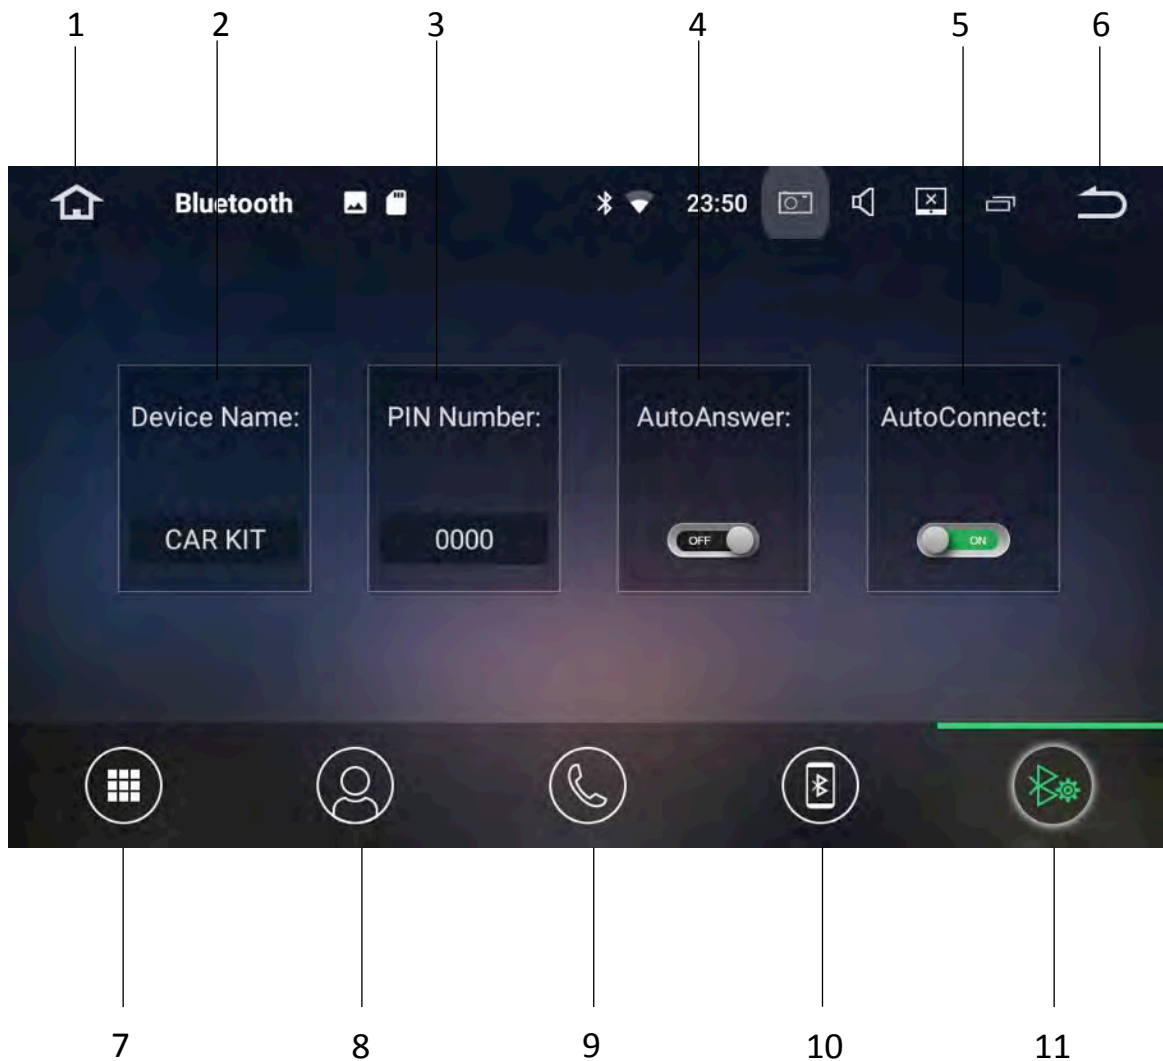 1 2 3 4 5 6
Bluetooth 23:50
Device Name: PIN Number: AutoAnswer: AutoConnect:
CAR KIT 0000 OFF ON
7 8 9 10 11